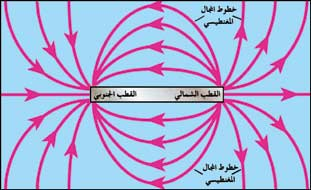 خطوط المجال
المغنطيسي
القطب الشمالي
القطب الجنوبي
خطوط المجال
المغنطيسي